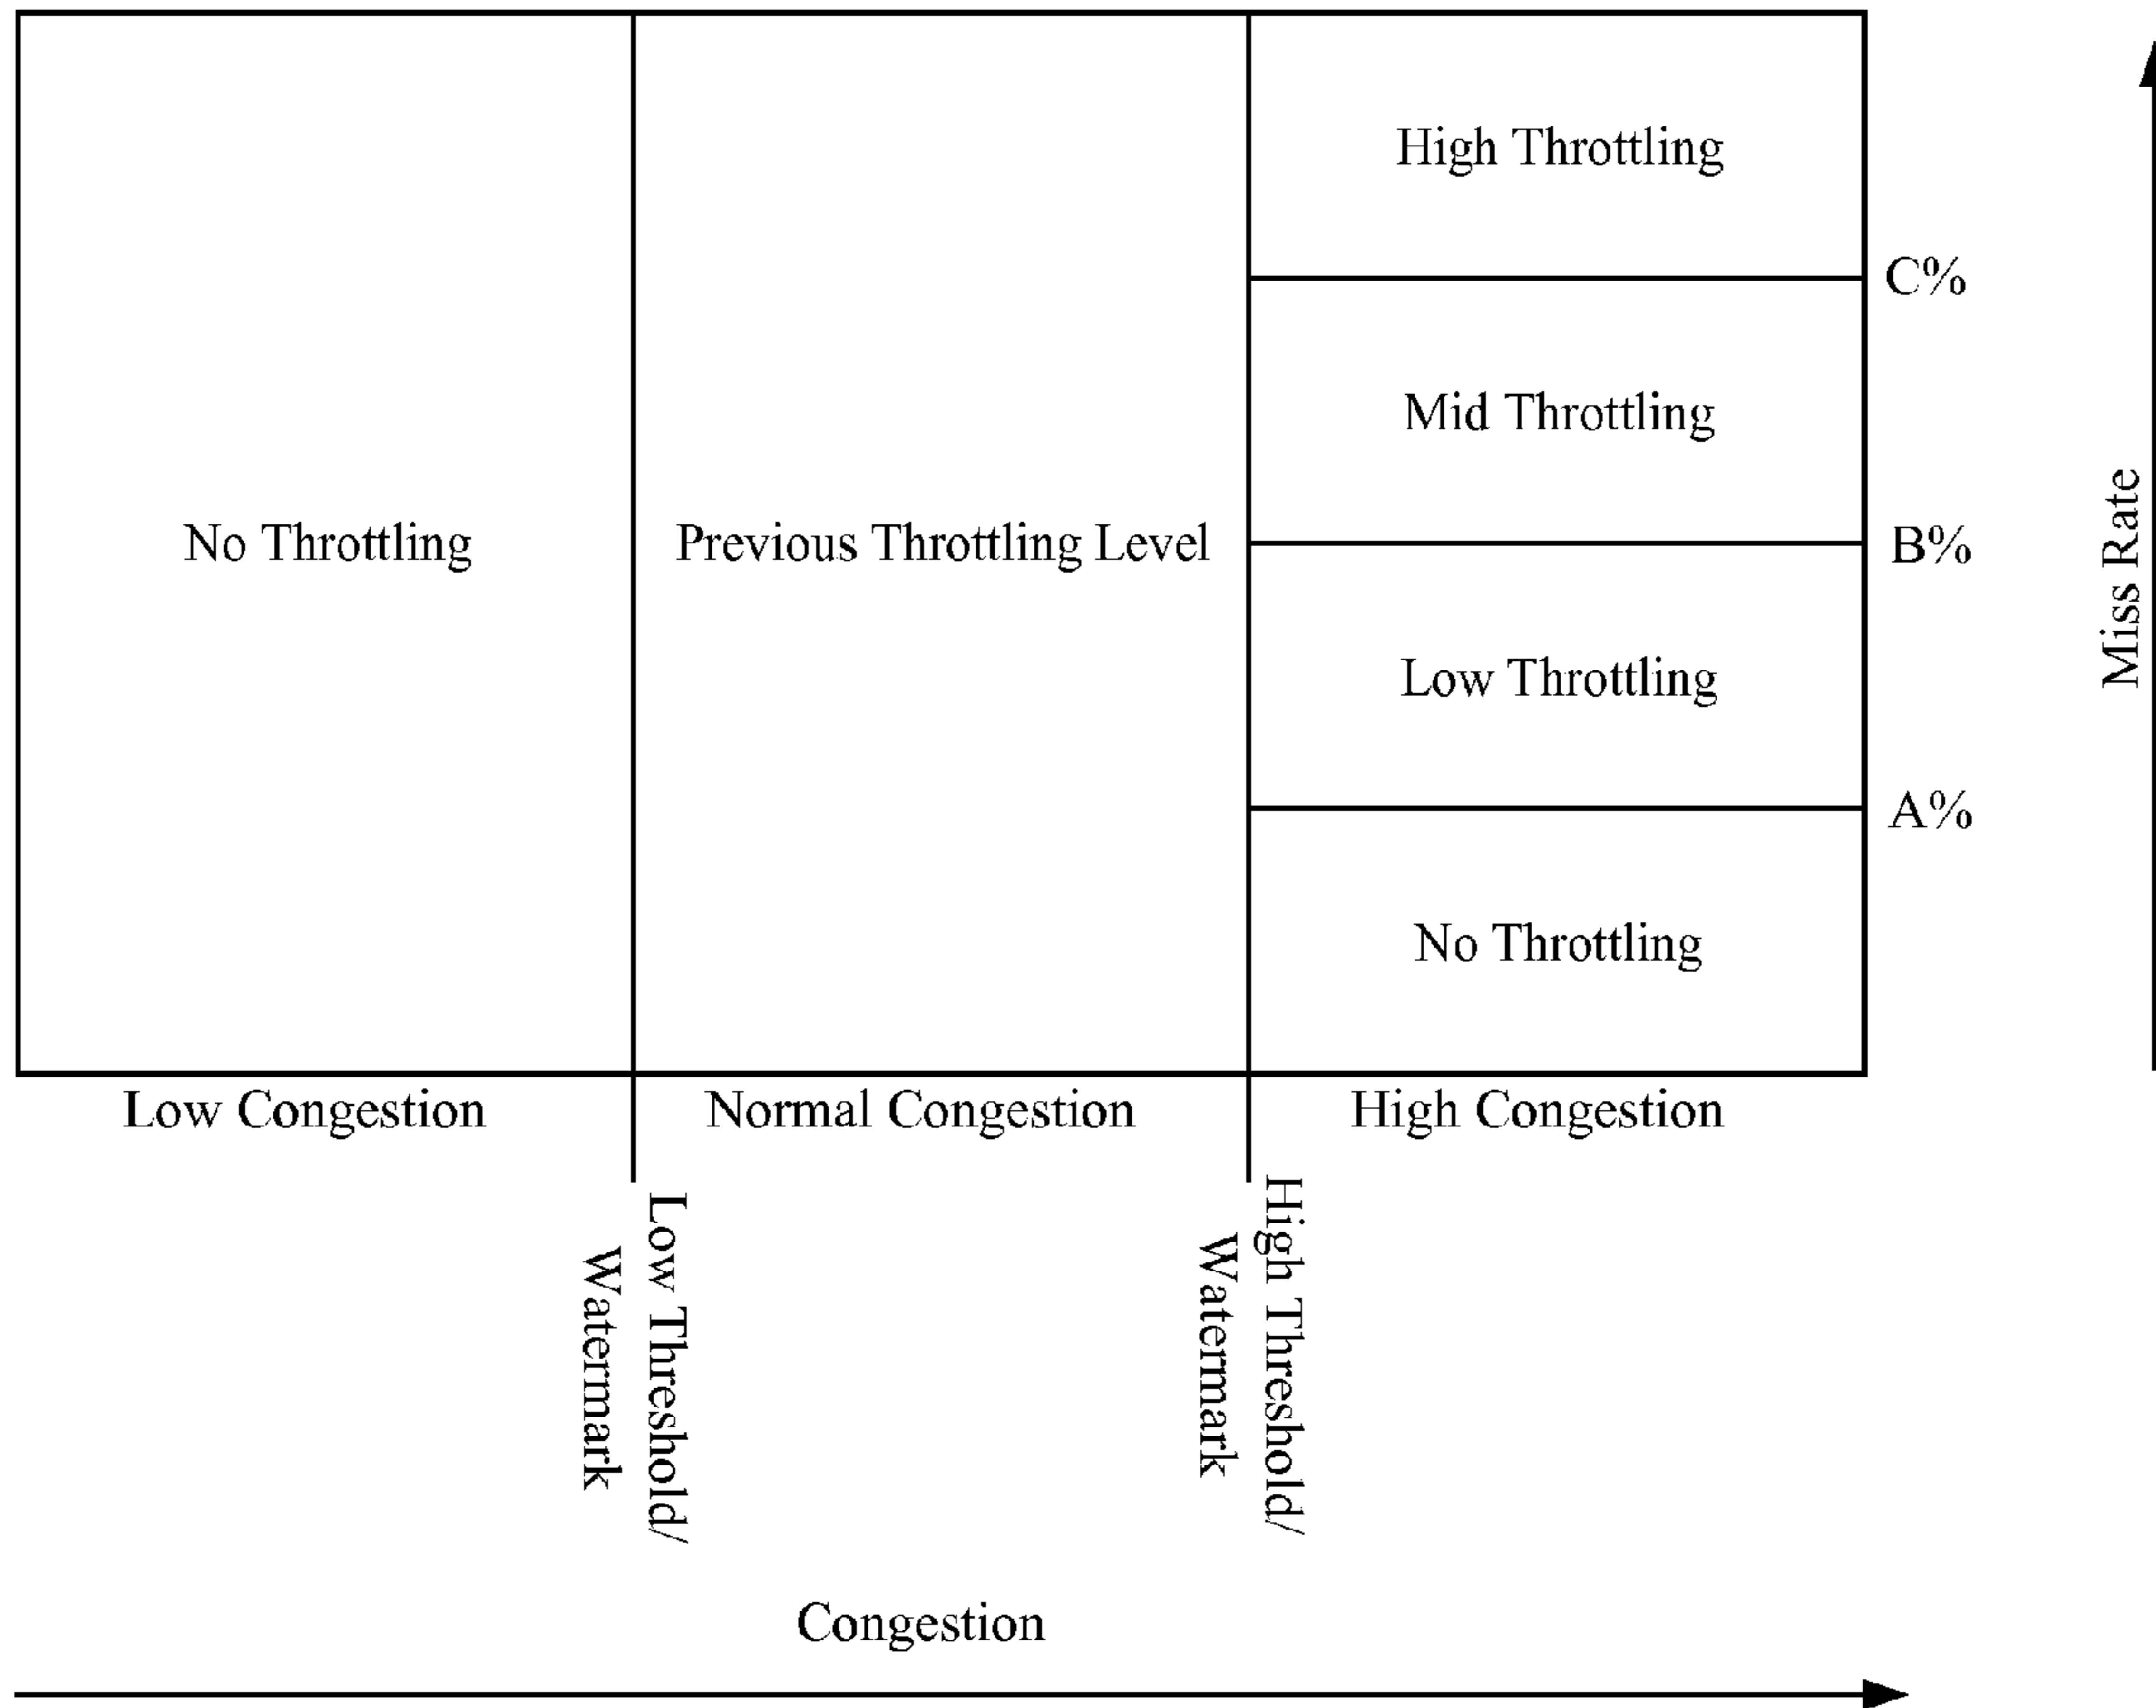 High Throttling
C%
Mid Throttling
No Throttling
Previous Throttling Level
B%
Miss Rate
Low Throttling
A%
No Throttling
Low Congestion
Normal Congestion
High Congestion
Low Threshold/
Watermark
High Threshold/
Watermark
Congestion